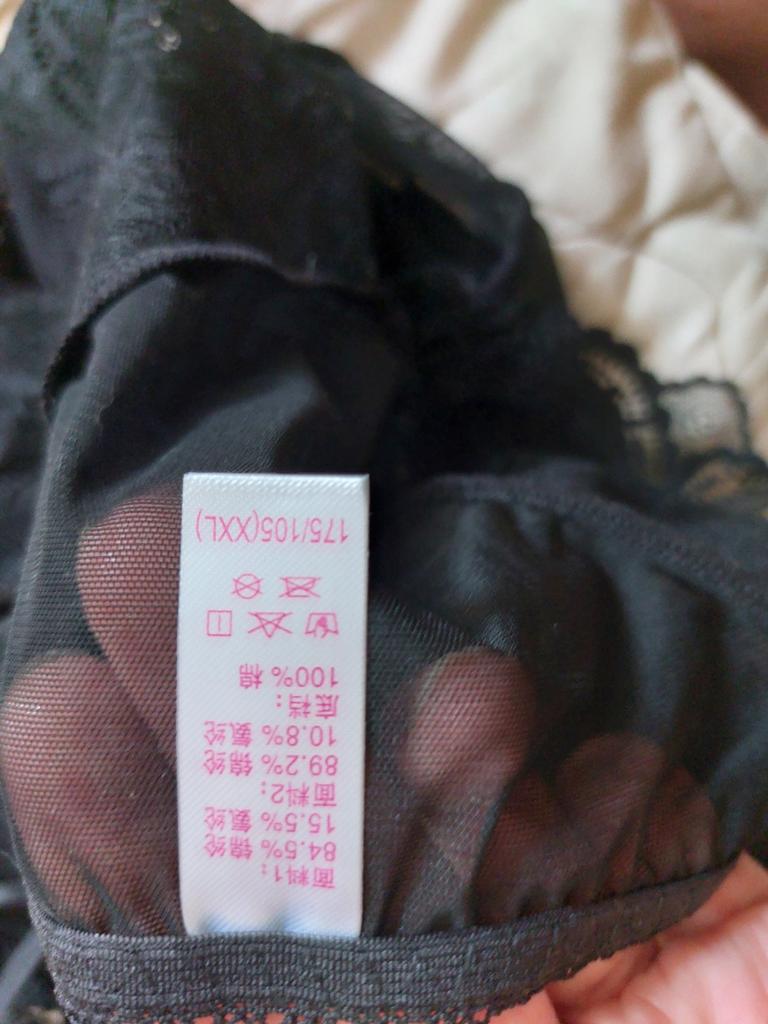 面料1:
84.5% 锦纶
15.5% 氨纶
面料2:
89.2% 锦纶
10.8% 氨纶
底裆:
100% 棉
175/105(XXL)